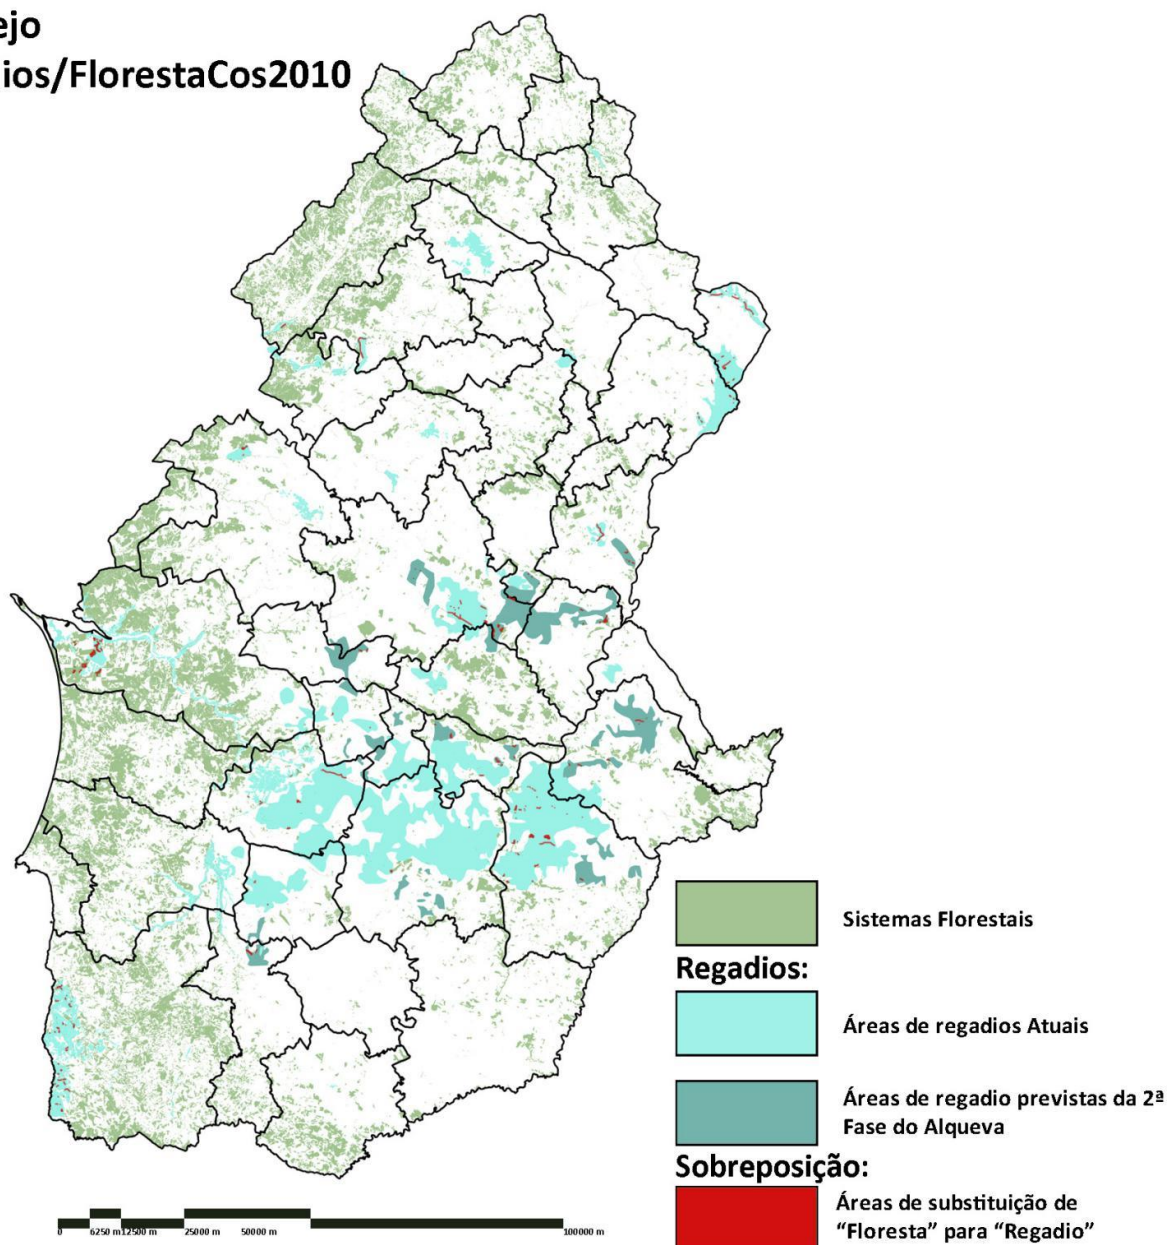 ejo
ios/FlorestaCos2010
Sistemas Florestais
Regadios:
Áreas de regadios Atuais
Áreas de regadio previstas da 2ª
Fase do Alqueva
Sobreposição:
Áreas de substituição de
“Floresta” para “Regadio”
0 6250 m 12500 m 25000 m 50000 m 100000 m